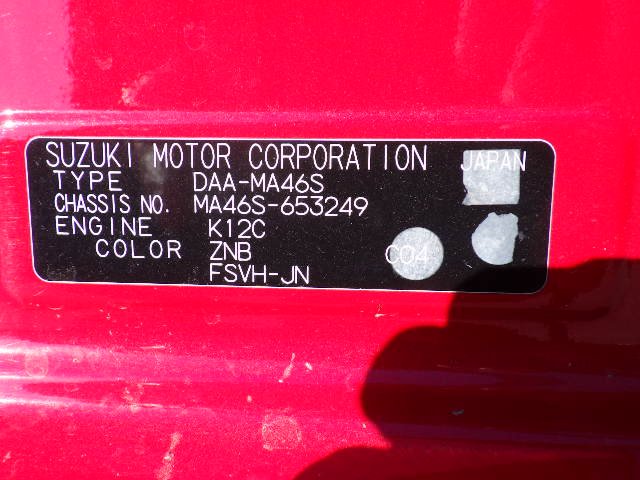 SUZUKI MOTOR CORPORATION JAPAN
TYPE DAA-MA46S
CHASSIS NO. MA46S-653249
ENGINE K12C
COLOR ZNB C04
FSVH-JN